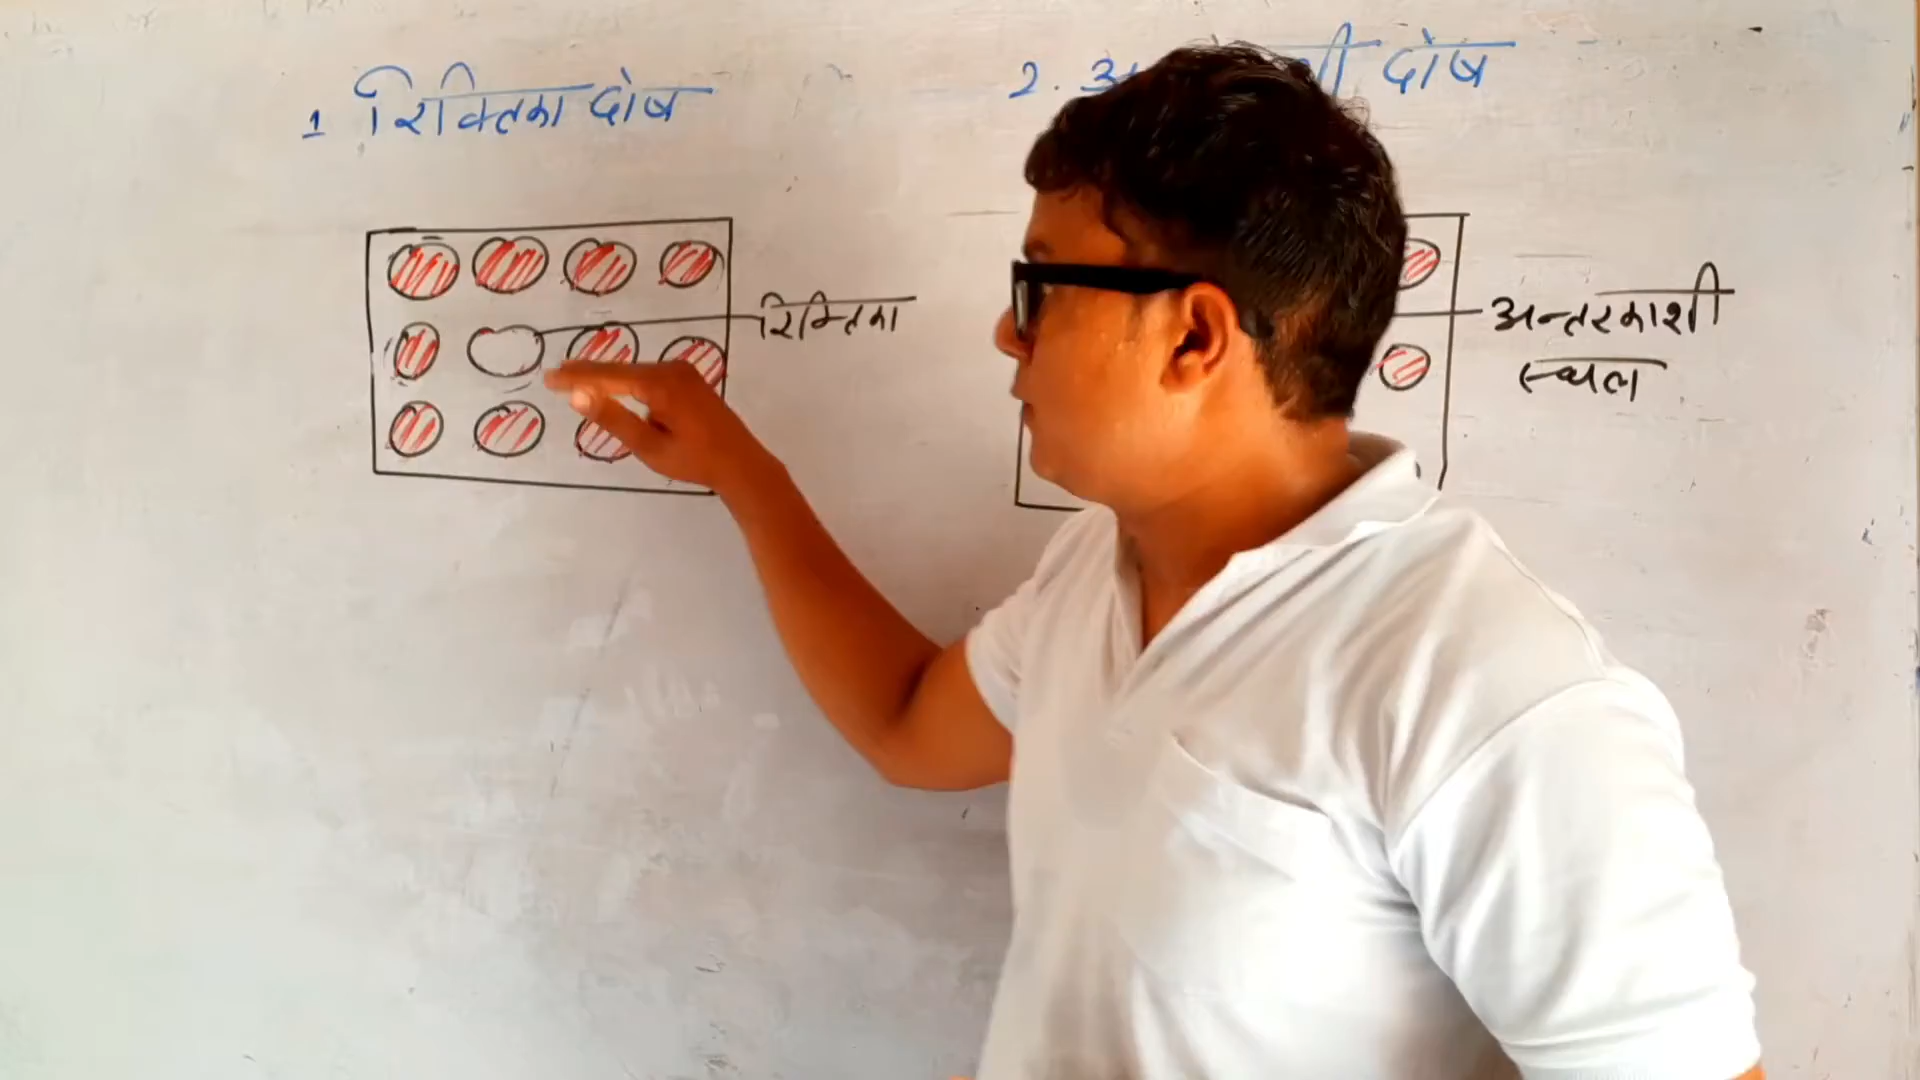 1 रिक्तिका दोष
2. अ शी दोष
रिक्तिका
अन्तरकाशी
स्थल